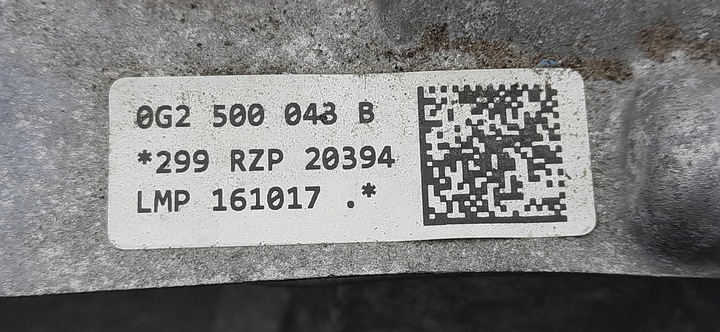 0G2 500 043 B
*299 RZP 20394
LMP 161017 .*